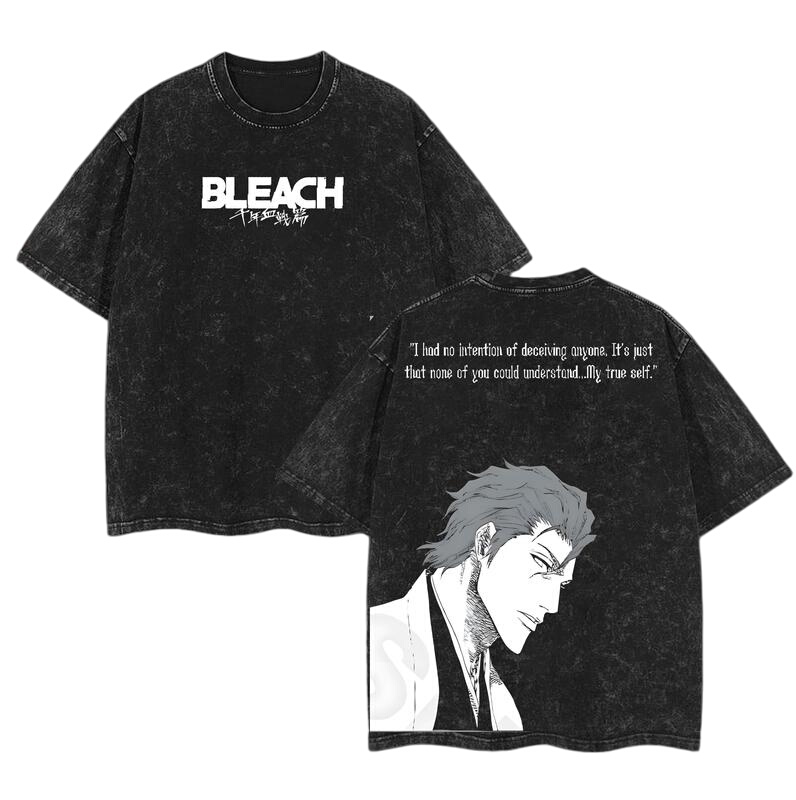 BLEACH
千年血戦篇
"I had no intention of deceiving anyone. It's just
that none of you could understand...My true self."